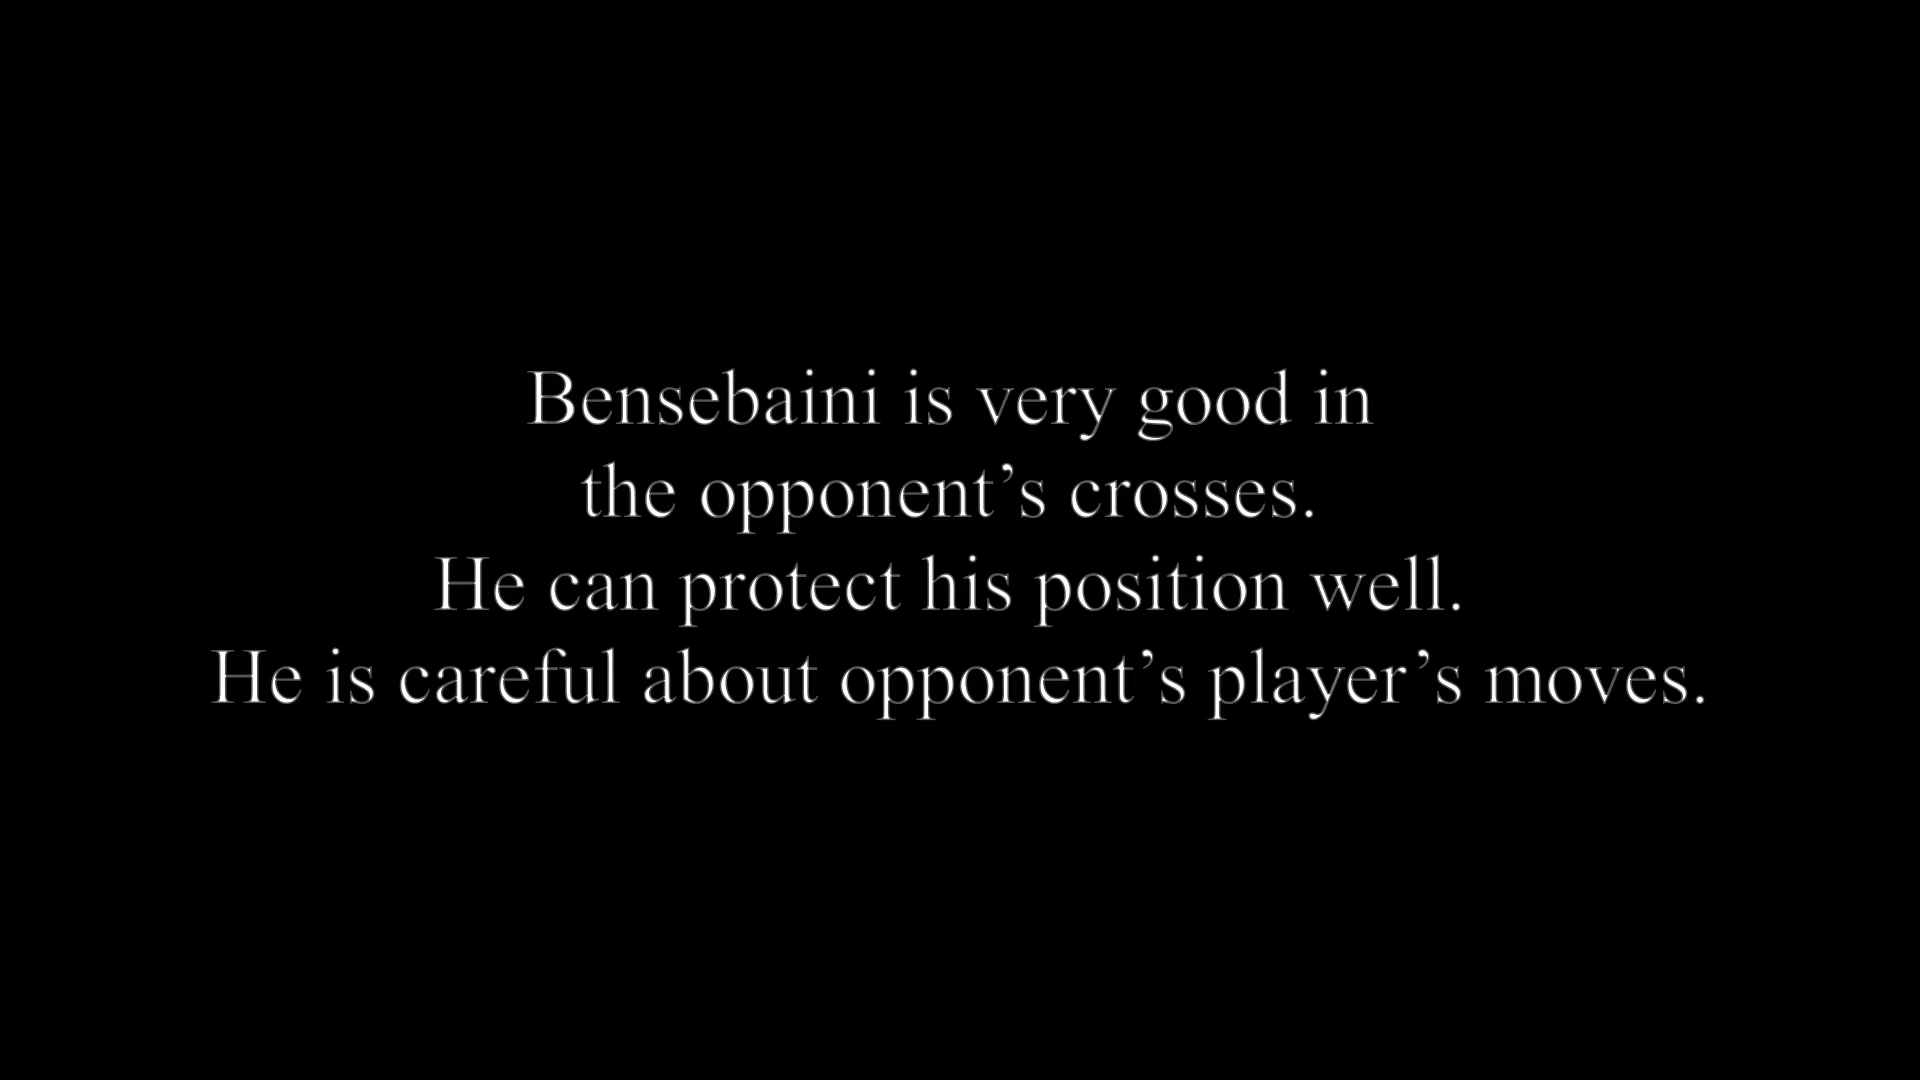 Bensebaini is very good in
the opponent’s crosses.
He can protect his position well.
He is careful about opponent’s player’s moves.